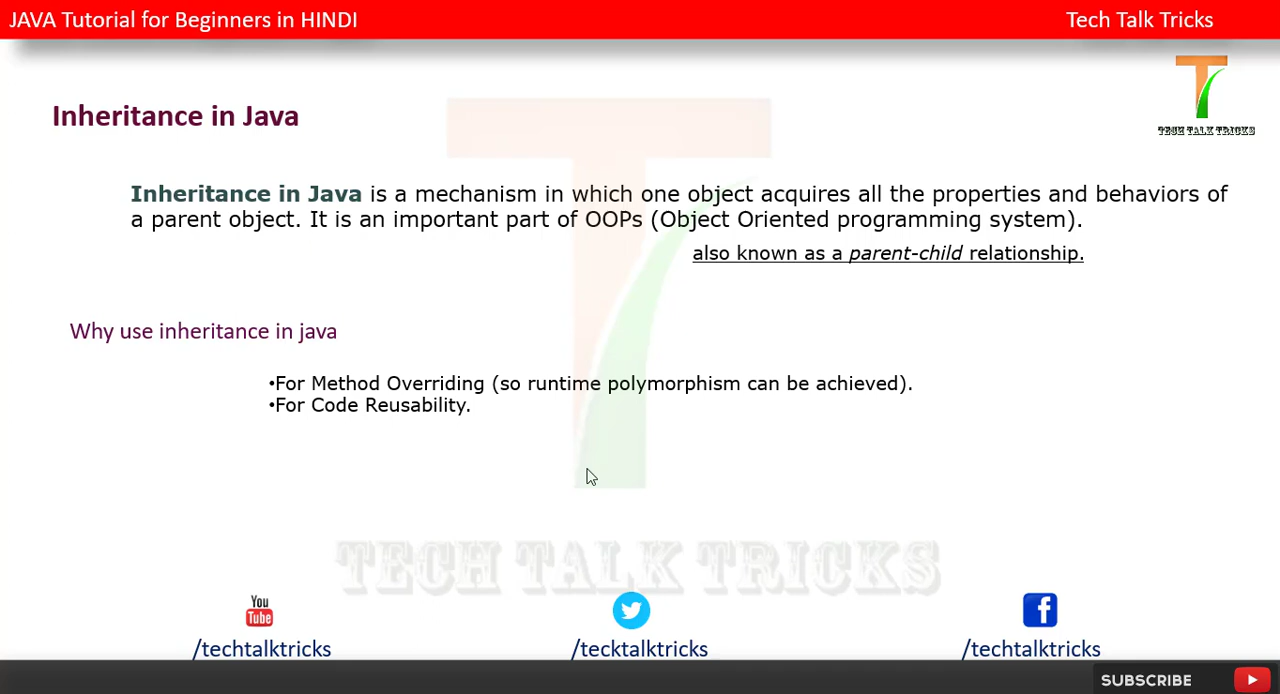 JAVA Tutorial for Beginners in HINDI
Tech Talk Tricks
TECH TALK TRICKS
Inheritance in Java
Inheritance in Java is a mechanism in which one object acquires all the properties and behaviors of
a parent object. It is an important part of OOPs (Object Oriented programming system).
also known as a parent-child relationship.
Why use inheritance in java
•For Method Overriding (so runtime polymorphism can be achieved).
•For Code Reusability.
TECH TALK TRICKS
You
Tube
/techtalktricks
/tecktalktricks
/techtalktricks
SUBSCRIBE